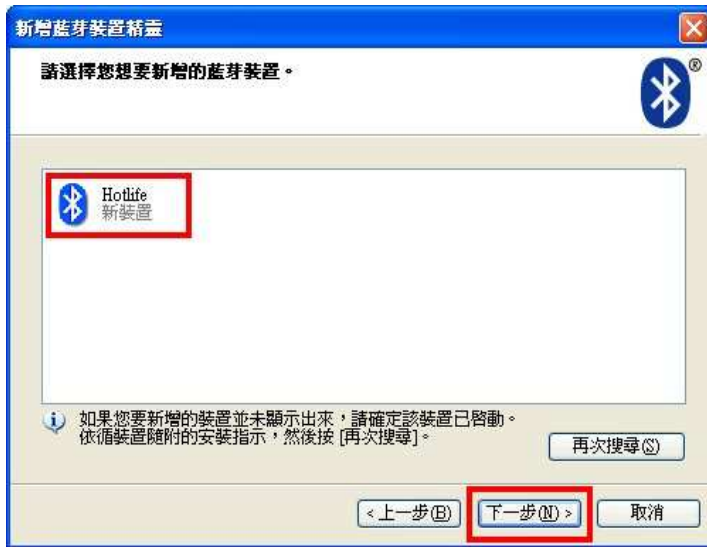 新增藍芽裝置精靈
請選擇您想要新增的藍芽裝置。
®
Hotlife
新裝置
如果您要新增的裝置並未顯示出來,請確定該裝置已啓動。
依循裝置隨附的安裝指示,然後按 [再次搜尋]。
再次搜尋(S)
<上一步(B)
下一步(N)>
取消